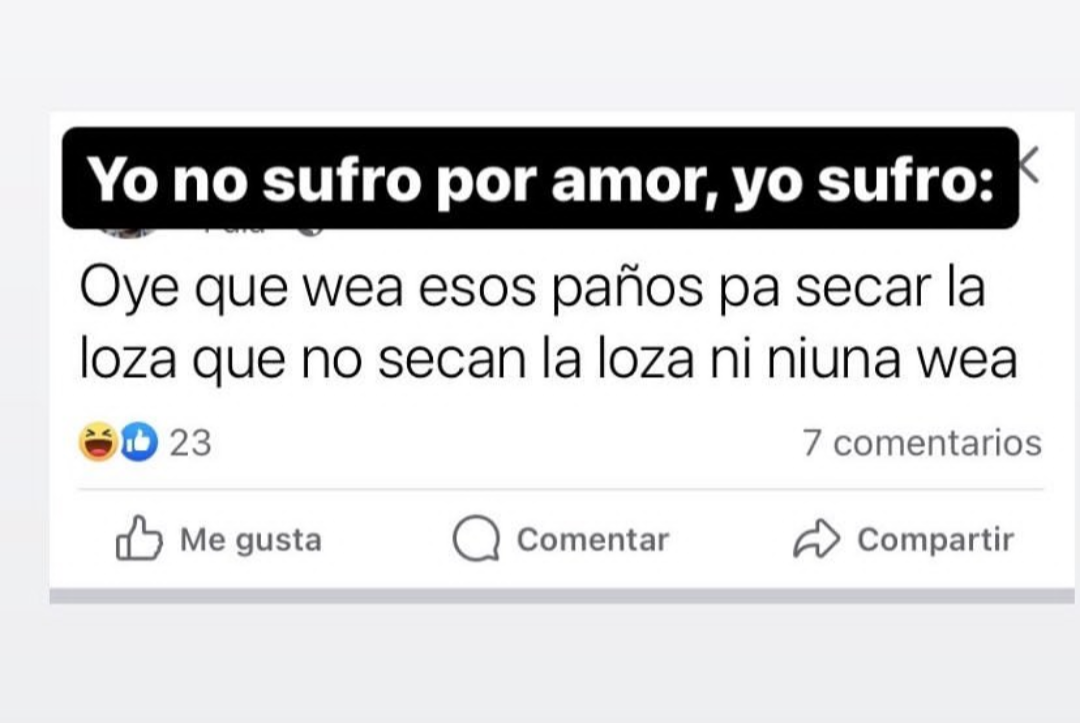 Yo no sufro por amor, yo sufro:
Oye que wea esos paños pa secar la
loza que no secan la loza ni niuna wea
23
7 comentarios
Me gusta
Comentar
Compartir